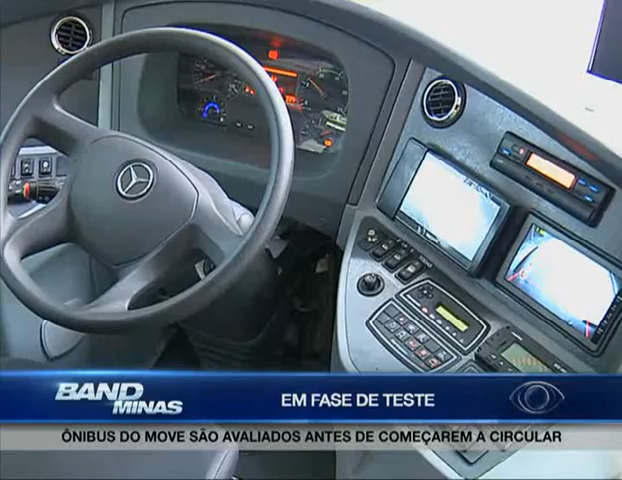 BAND
MINAS
EM FASE DE TESTE
ÔNIBUS DO MOVE SÃO AVALIADOS ANTES DE COMEÇAREM A CIRCULAR